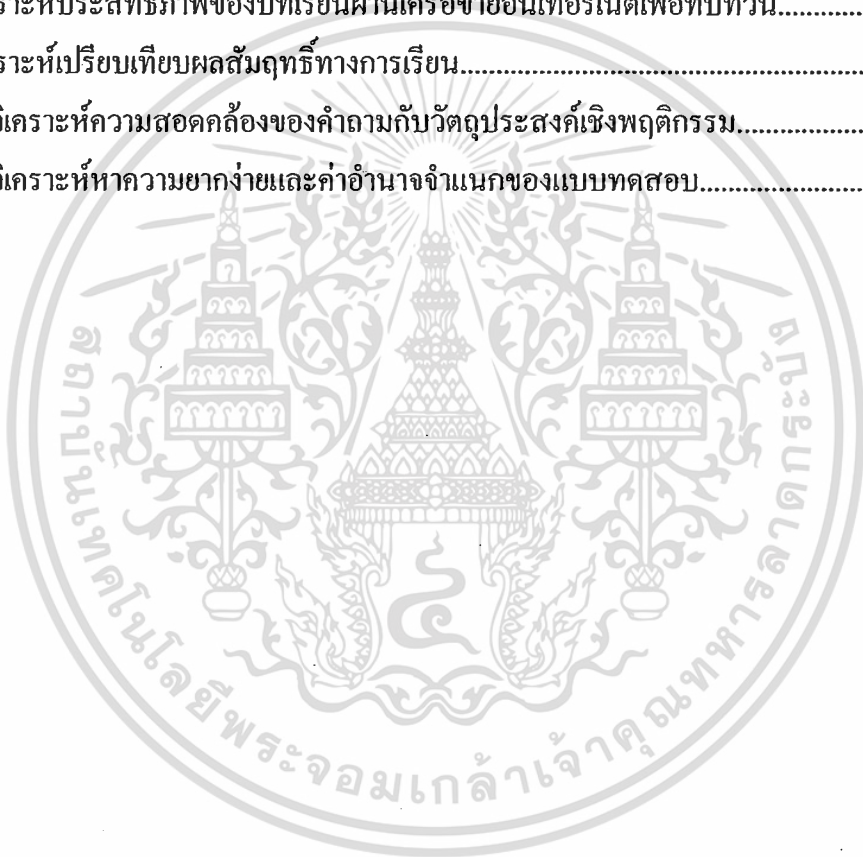 ราะห์ประสิทธิภาพของบทเรียนผ่านเครือข่ายอินเทอร์เน็ตเพื่อทบทวน............
ราะห์เปรียบเทียบผลสัมฤทธิ์ทางการเรียน..................................................
วิเคราะห์ความสอดคล้องของคำถามกับวัตถุประสงค์เชิงพฤติกรรม..................
วิเคราะห์หาความยากง่ายและค่าอำนาจจำแนกของแบบทดสอบ.......................
สถาบันเทคโนโลยีพระจอมเกล้าเจ้าคุณทหารลาดกระบัง